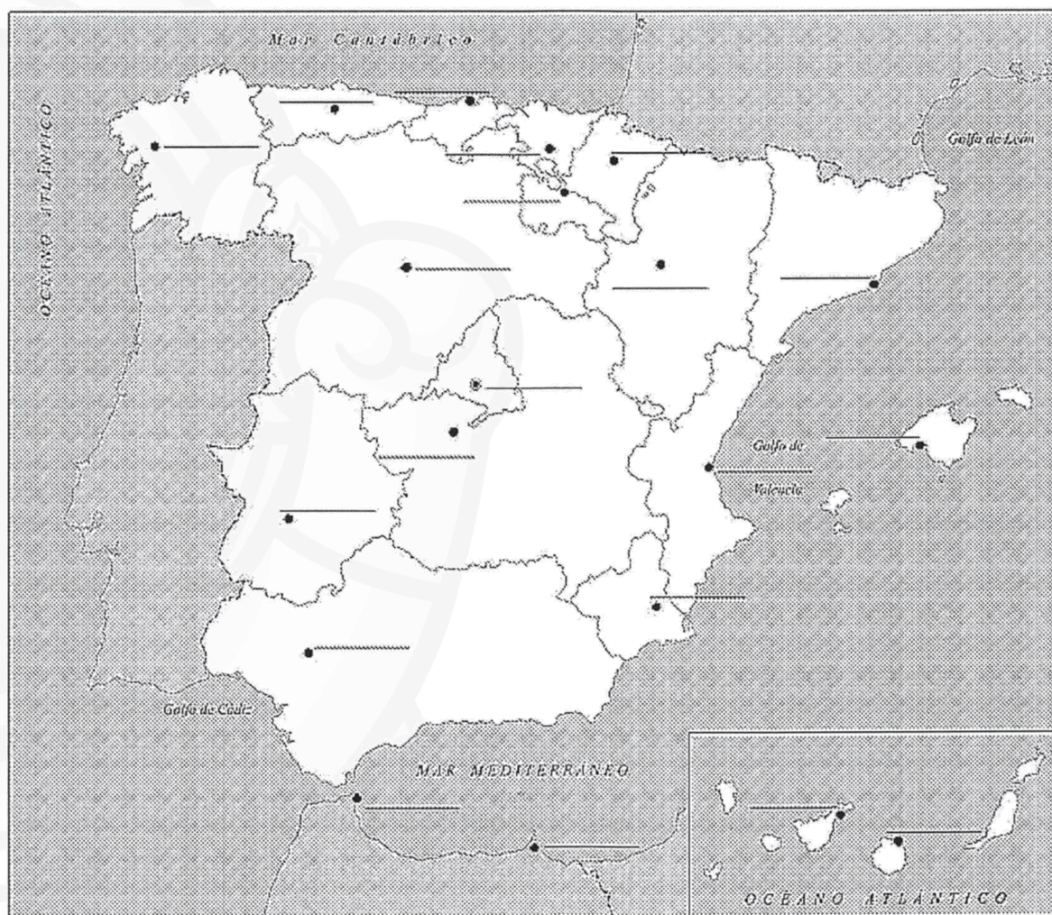 Mar Cantábrico
OCÉANO ATLÁNTICO
Golfo de León
Golfo de
Valencia
Golfo de Cádiz
MAR MEDITERRÁNEO
OCÉANO ATLÁNTICO